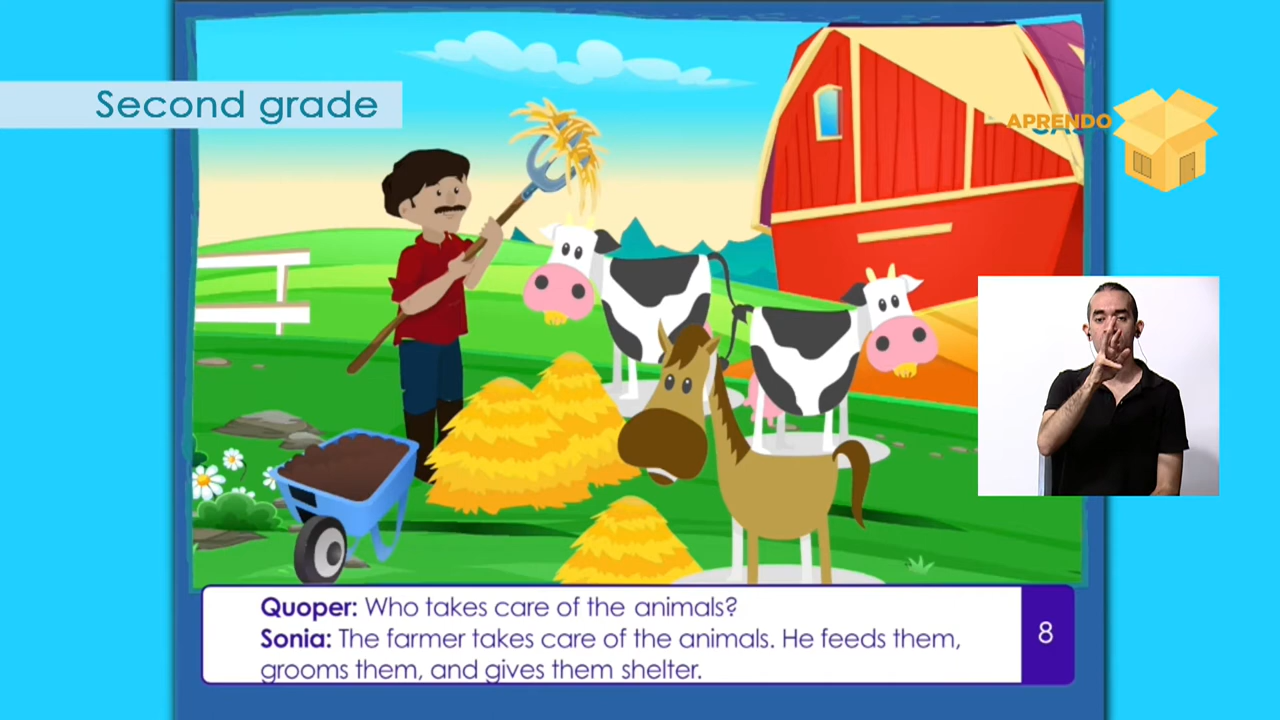 Second grade
APRENDO
Quoper: Who takes care of the animals?
Sonia: The farmer takes care of the animals. He feeds them,
grooms them, and gives them shelter.
8